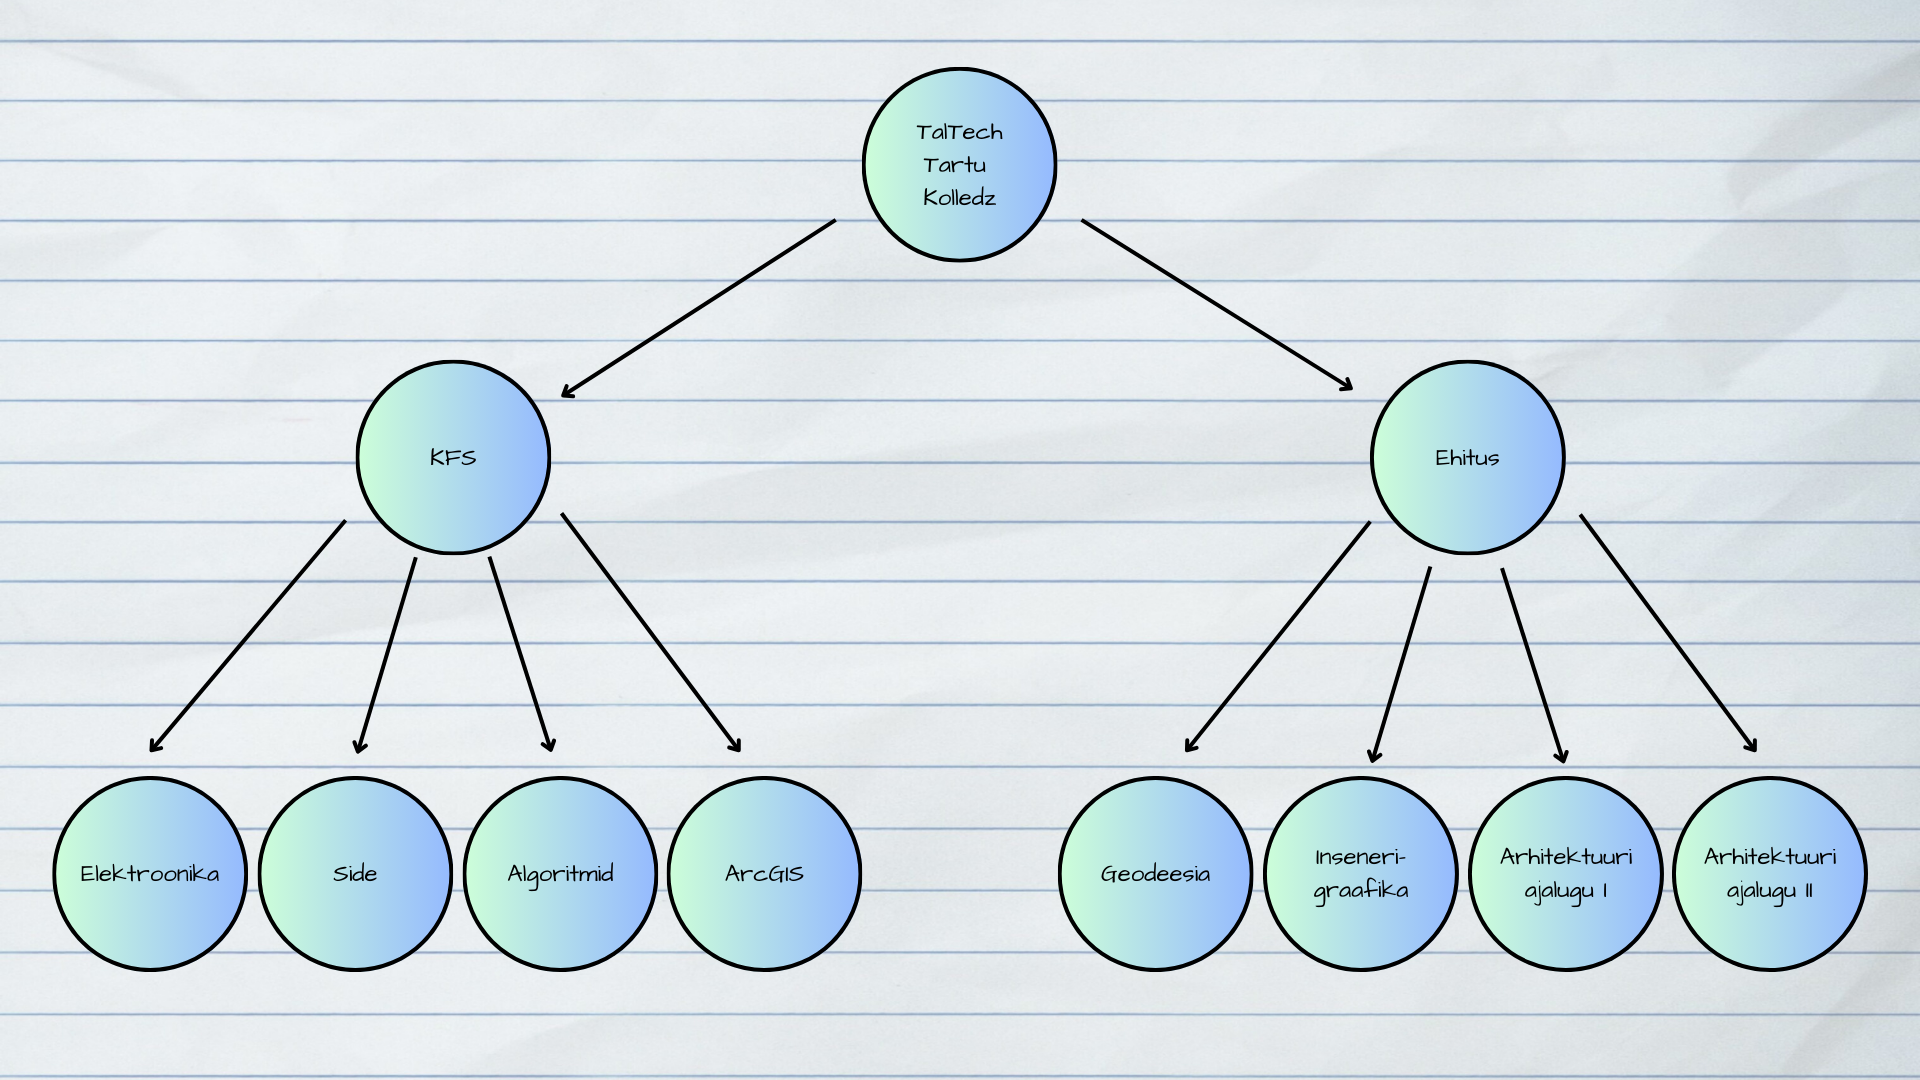 TalTech
Tartu
Kolledz
KFS
Ehitus
Elektroonika
Side
Algoritmid
ArcGIS
Geodeesia
Inseneri-
graafika
Arhitektuuri
ajalugu I
Arhitektuuri
ajalugu II